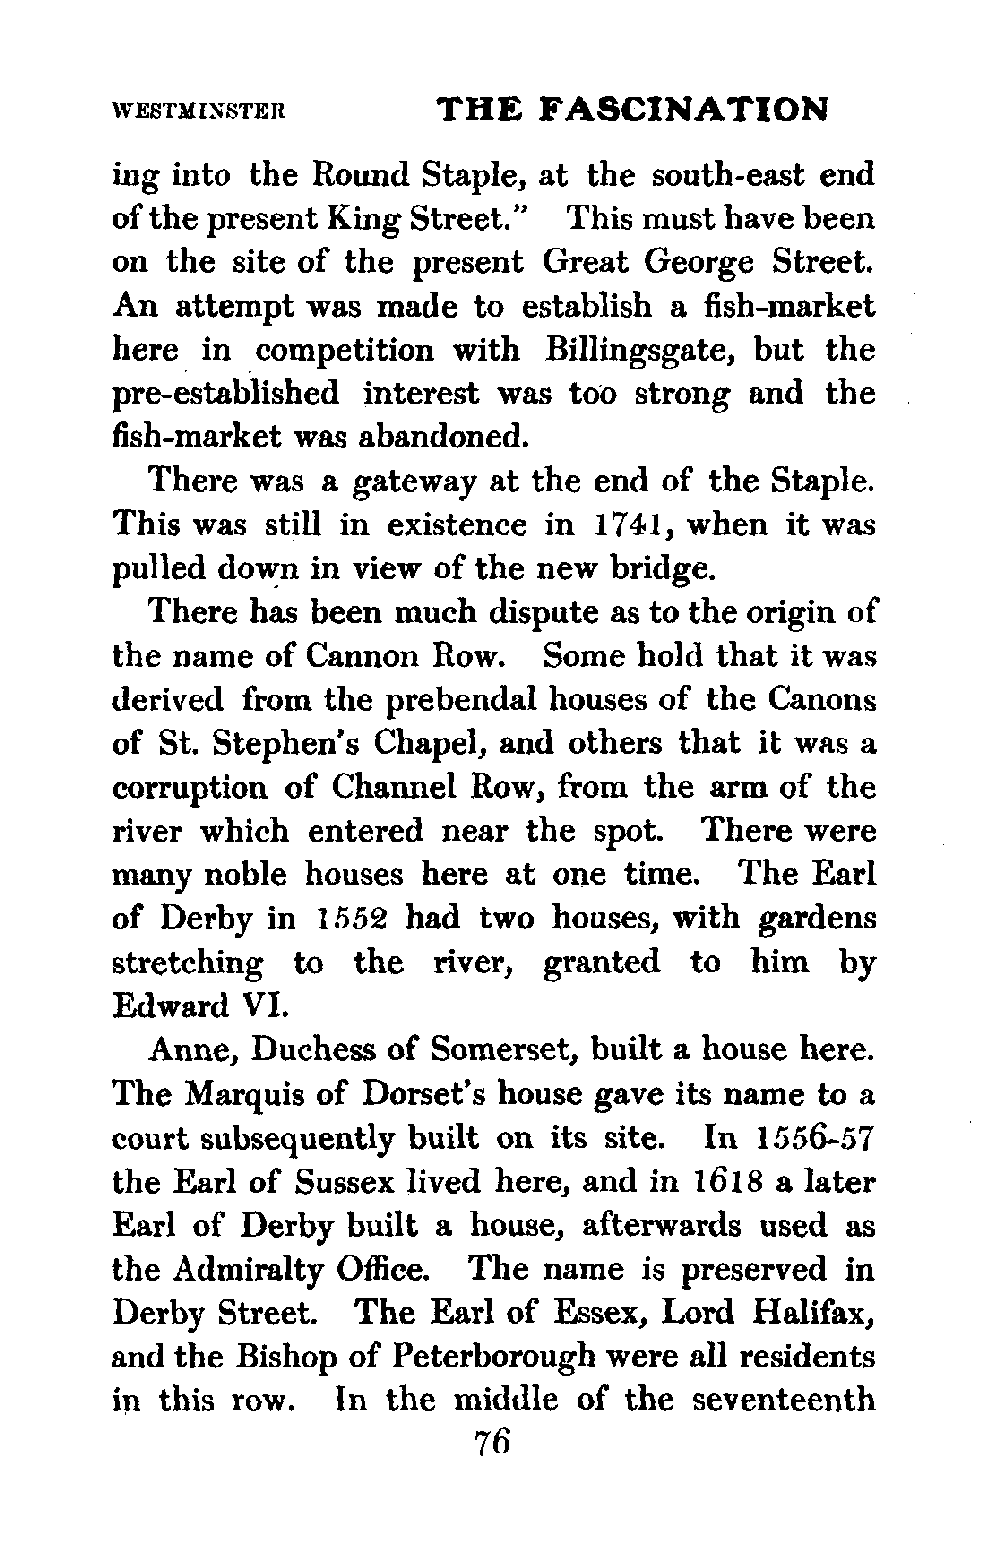 WESTMINSTER THE FASCINATION
ing into the Round Staple, at the south-east end
of the present King Street." This must have been
on the site of the present Great George Street.
An attempt was made to establish a fish-market
here in competition with Billingsgate, but the
pre-established interest was too strong and the
fish-market was abandoned.
There was a gateway at the end of the Staple.
This was still in existence in 1741, when it was
pulled down in view of the new bridge.
There has been much dispute as to the origin of
the name of Cannon Row. Some hold that it was
derived from the prebendal houses of the Canons
of St. Stephen's Chapel, and others that it was a
corruption of Channel Row, from the arm of the
river which entered near the spot. There were
many noble houses here at one time. The Earl
of Derby in 1552 had two houses, with gardens
stretching to the river, granted to him by
Edward VI.
Anne, Duchess of Somerset, built a house here.
The Marquis of Dorset's house gave its name to a
court subsequently built on its site. In 1556-57
the Earl of Sussex lived here, and in 1618 a later
Earl of Derby built a house, afterwards used as
the Admiralty Office. The name is preserved in
Derby Street. The Earl of Essex, Lord Halifax,
and the Bishop of Peterborough were all residents
in this row. In the middle of the seventeenth
76